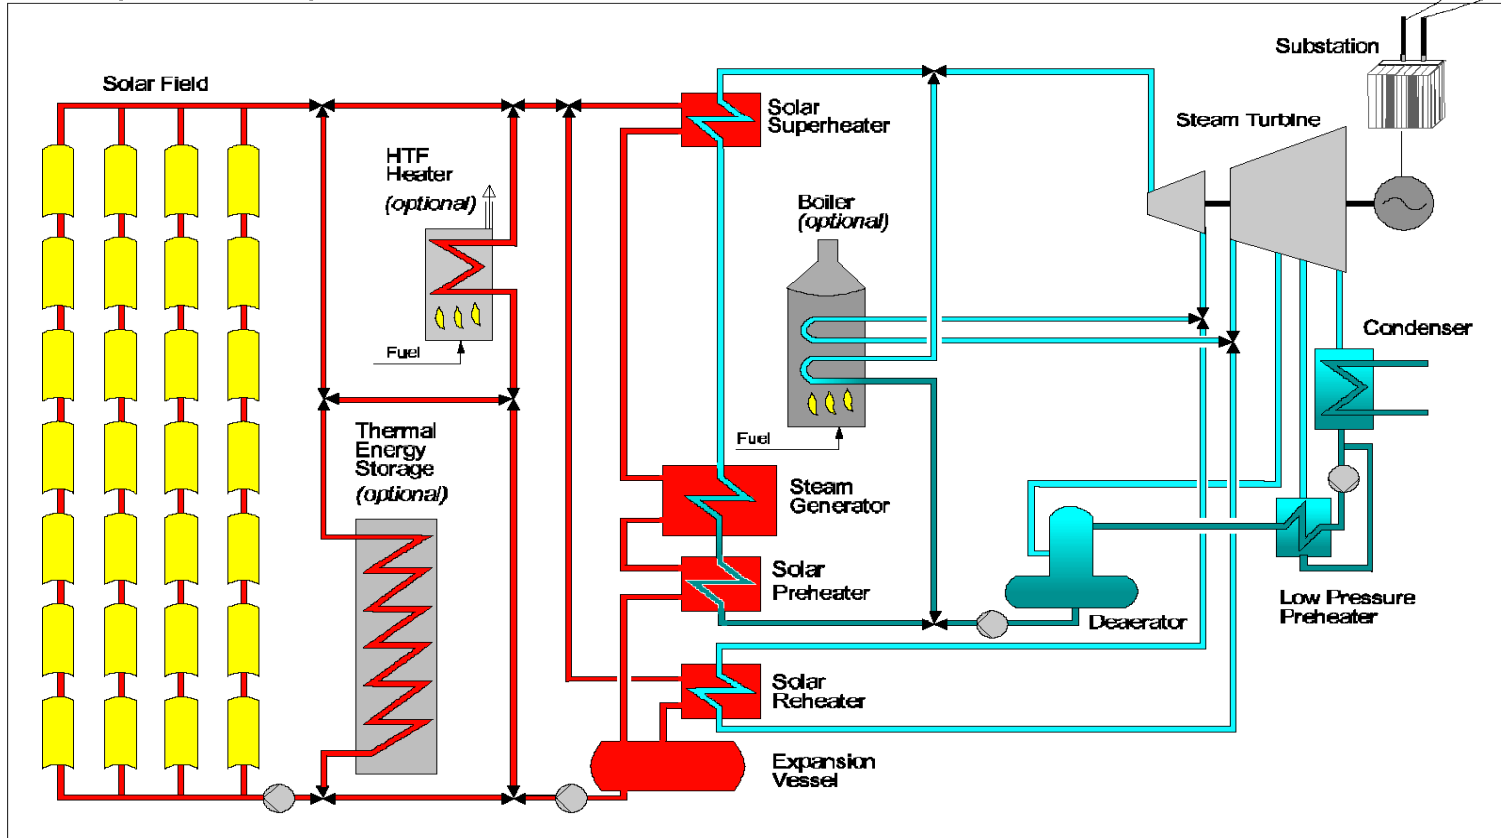 Solar Field
Substation
Solar
Superheater
Steam Turbine
HTF
Heater
(optional)
Boiler
(optional)
Fuel
Condenser
Thermal
Energy
Storage
(optional)
Fuel
Steam
Generator
Solar
Preheater
Deaerator
Low Pressure
Preheater
Solar
Reheater
Expansion
Vessel